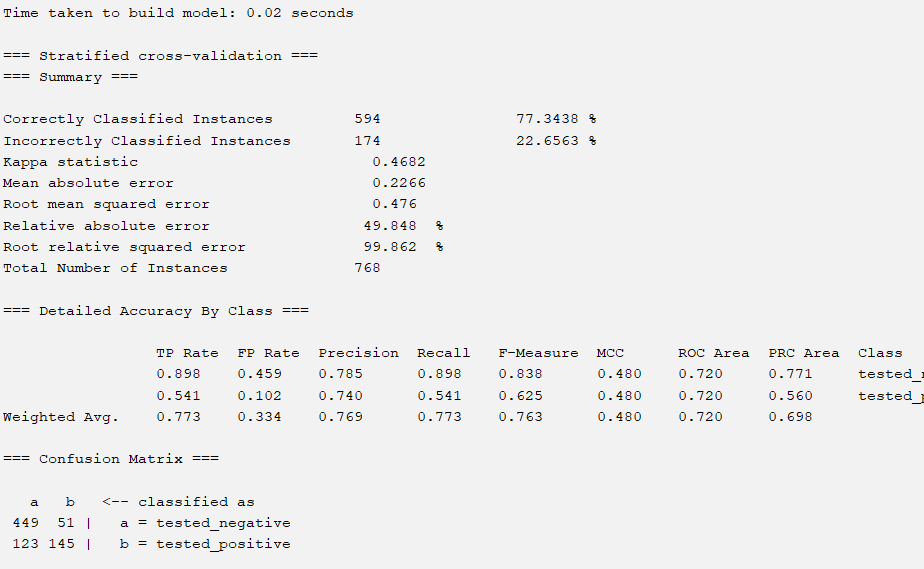 Time taken to build model: 0.02 seconds
=== Stratified cross-validation ===
=== Summary ===
Correctly Classified Instances 594 77.3438 %
Incorrectly Classified Instances 174 22.6563 %
Kappa statistic 0.4682
Mean absolute error 0.2266
Root mean squared error 0.476
Relative absolute error 49.848 %
Root relative squared error 99.862 %
Total Number of Instances 768
=== Detailed Accuracy By Class ===
TP Rate FP Rate Precision Recall F-Measure MCC ROC Area PRC Area Class
0.898 0.459 0.785 0.898 0.838 0.480 0.720 0.771 tested_
0.541 0.102 0.740 0.541 0.625 0.480 0.720 0.560 tested_
Weighted Avg. 0.773 0.334 0.769 0.773 0.763 0.480 0.720 0.698
=== Confusion Matrix ===
a b <-- classified as
449 51 | a = tested_negative
123 145 | b = tested_positive